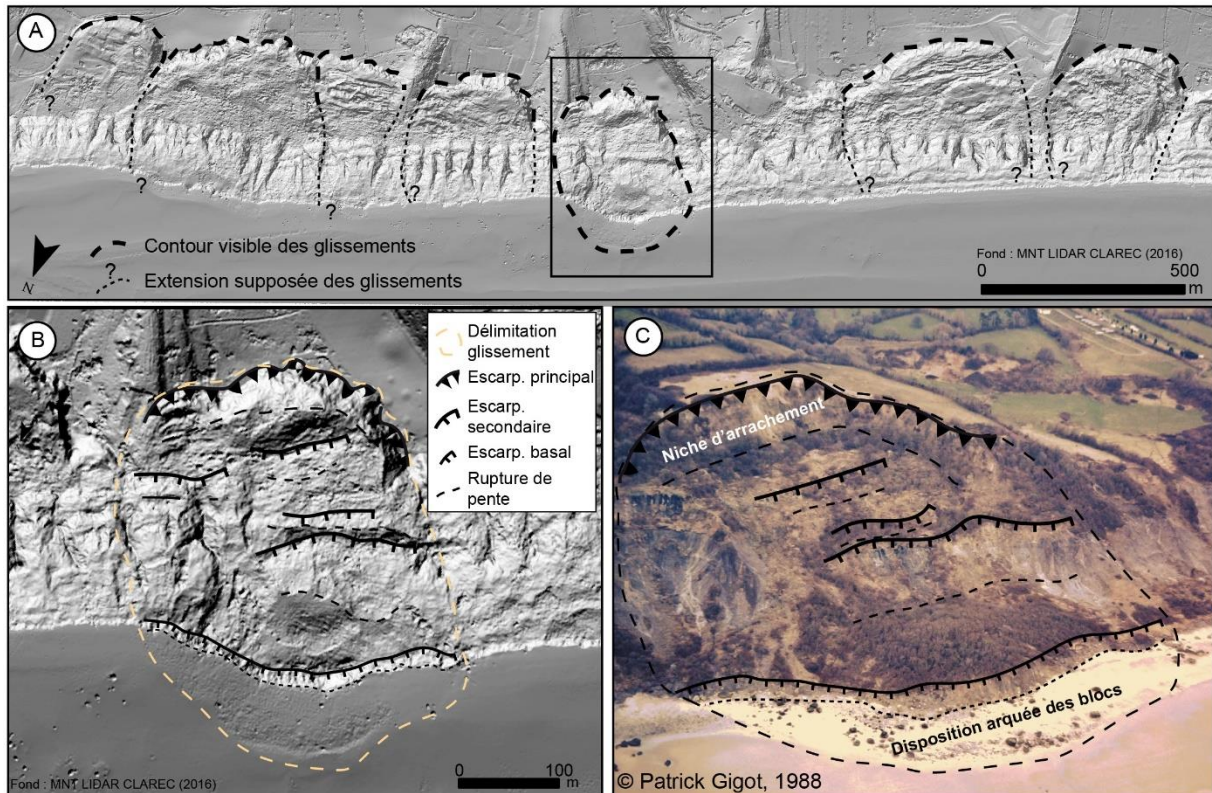 A
?
?
?
?
?
?
?
N
Contour visible des glissements
?
Extension supposée des glissements
Fond : MNT LIDAR CLAREC (2016)
0 500
m
B
Délimitation
glissement
Escarp. principal
Escarp.
secondaire
Escarp. basal
Rupture de
pente
Fond : MNT LIDAR CLAREC (2016)
0 100
m
C
Niche d'arrachement
Disposition arquée des blocs
© Patrick Gigot, 1988